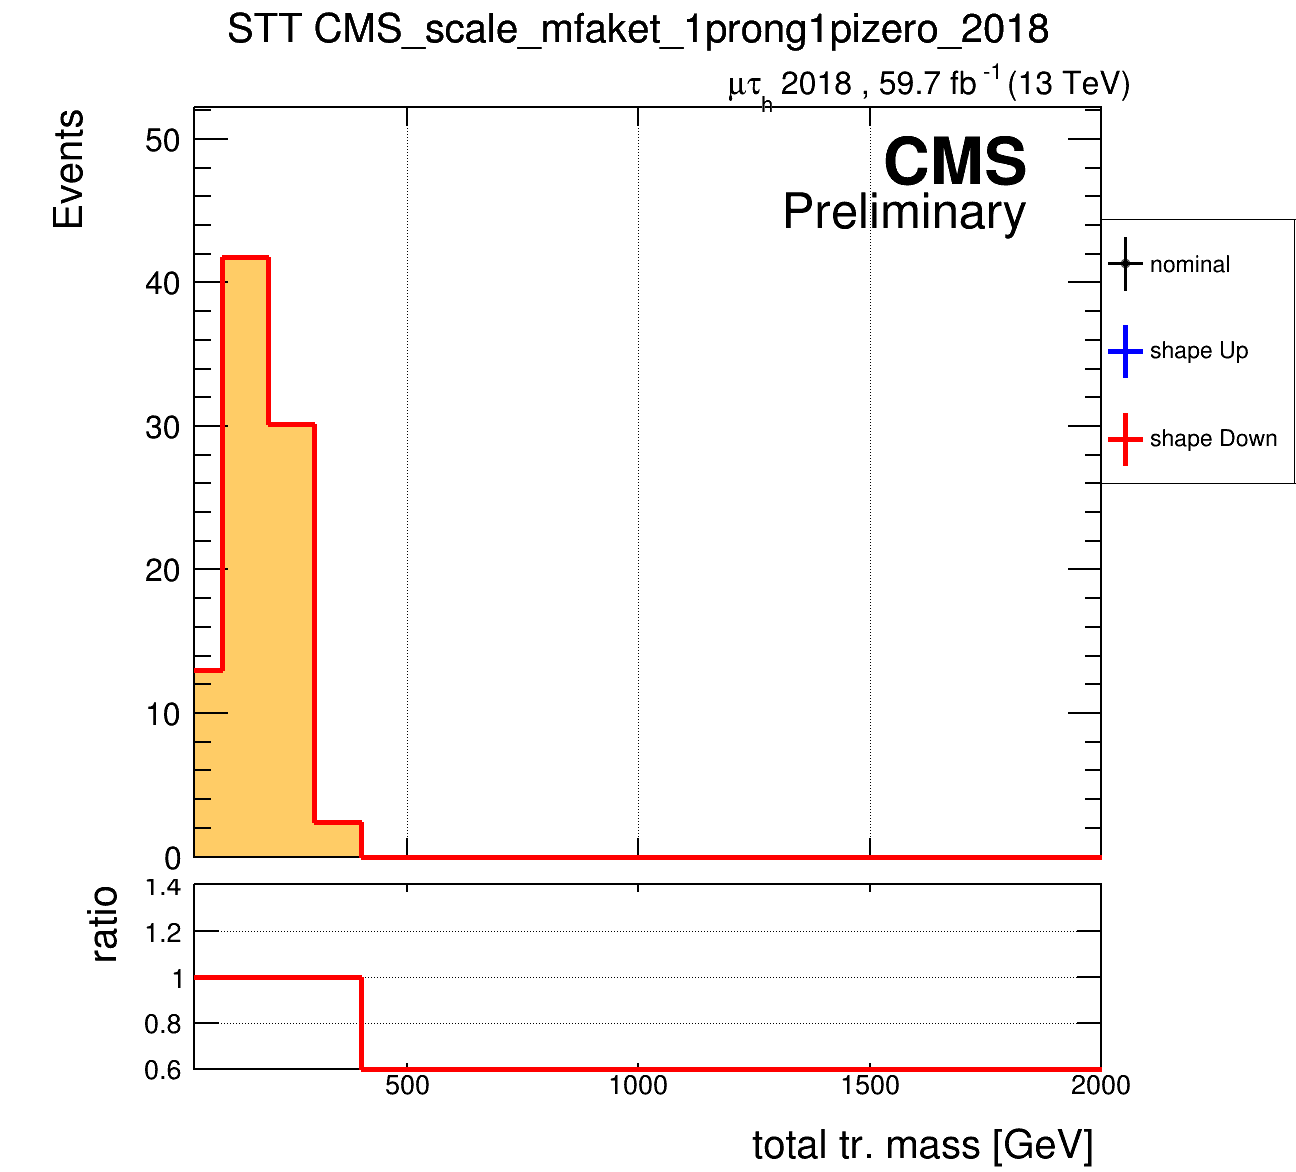 STT CMS_scale_mfaket_1prong1pizero_2018
μτh 2018 , 59.7 fb-1 (13 TeV)
Events
CMS
Preliminary
50
40
30
20
10
0
nominal
shape Up
shape Down
ratio
1.4
1.2
1
0.8
0.6
500 1000 1500 2000
total tr. mass [GeV]